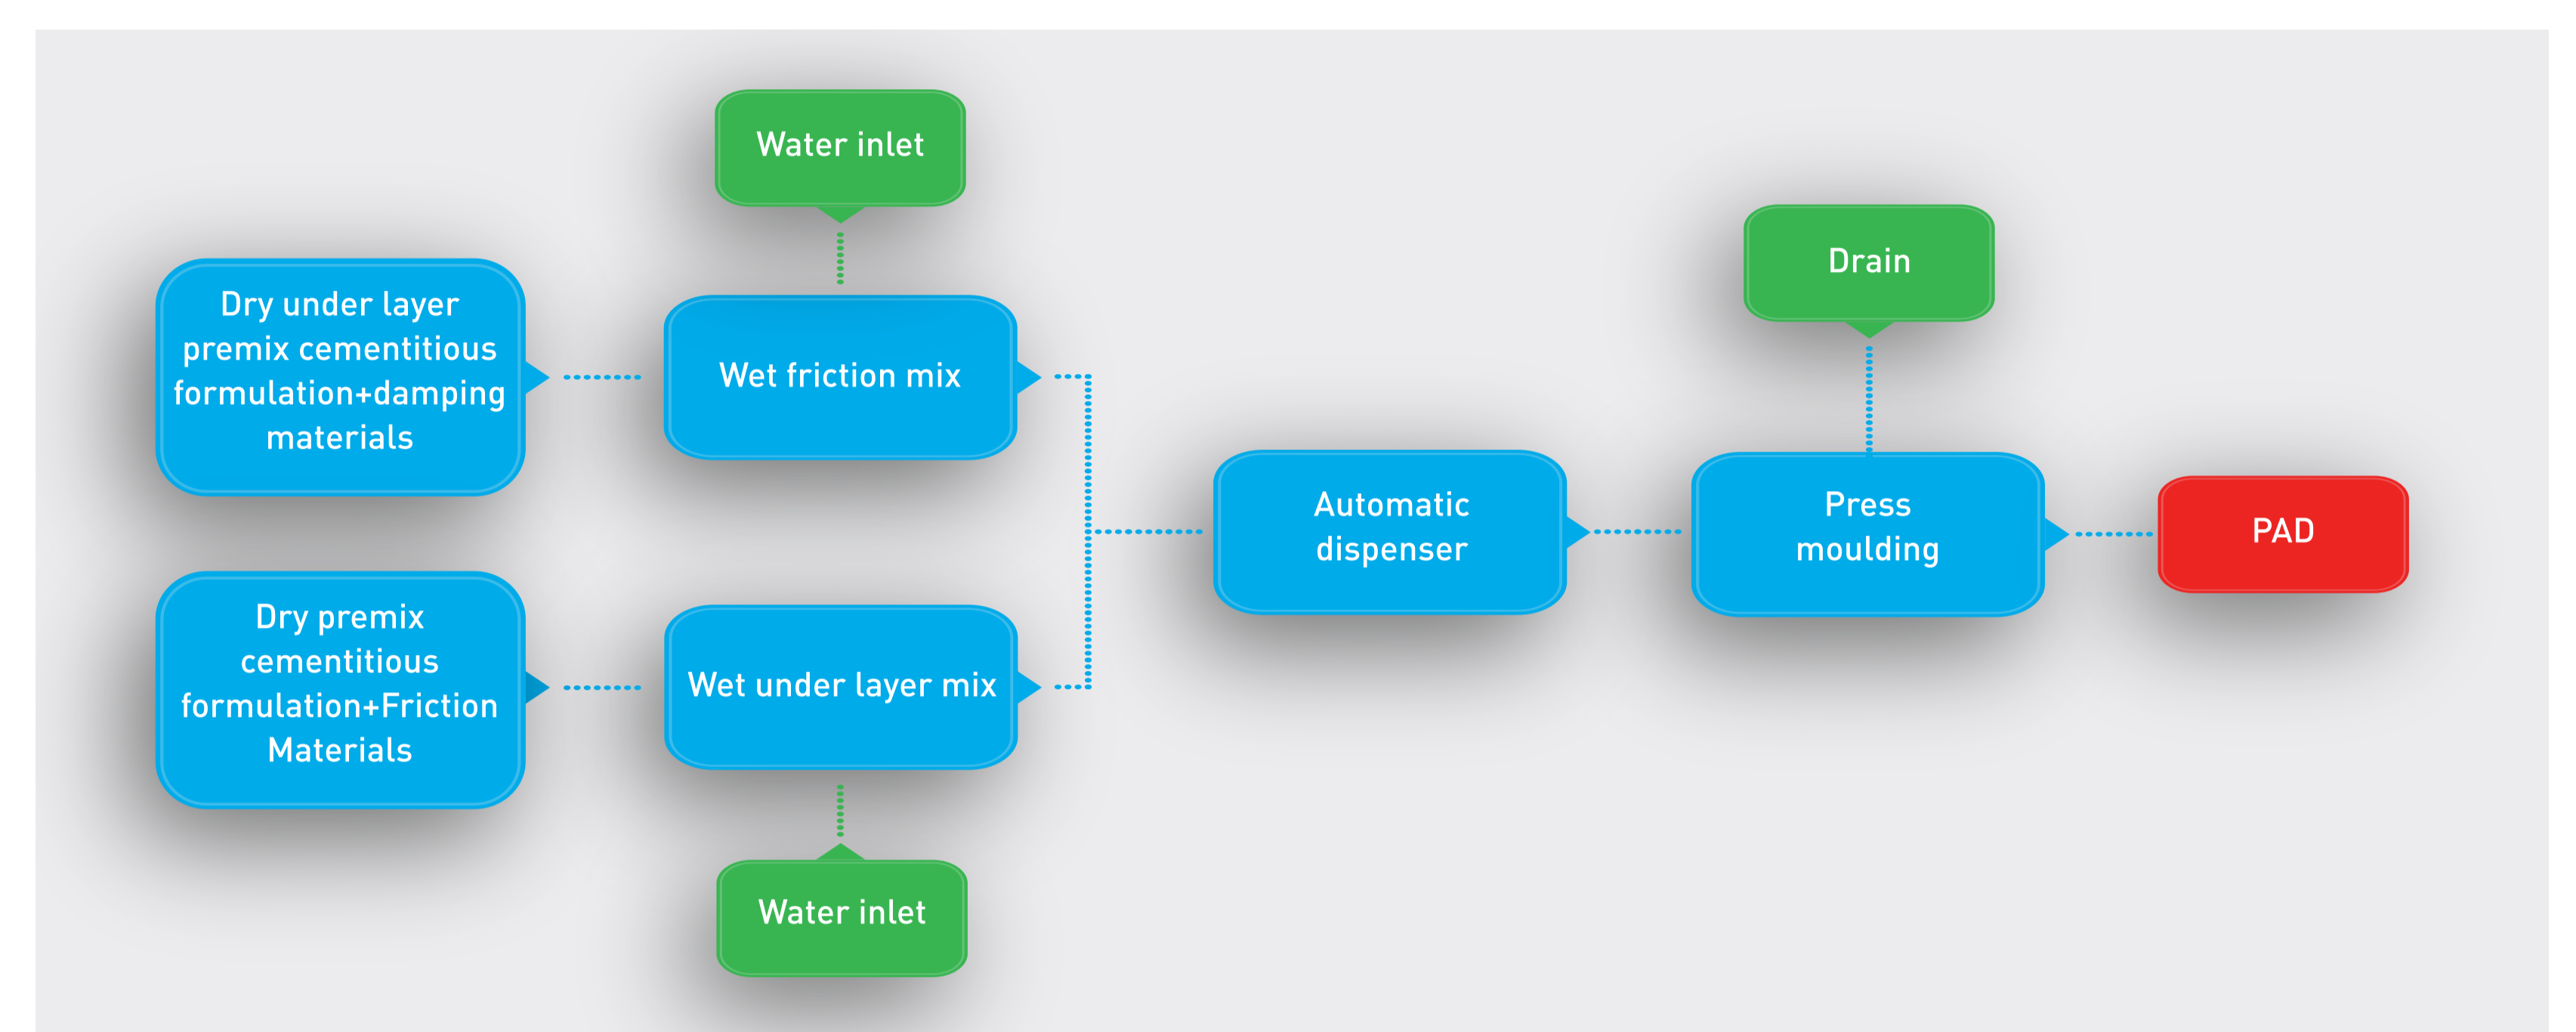 Water inlet
Drain
Dry under layer
premix cementitious
formulation+damping
materials
Wet friction mix
Automatic
dispenser
Press
moulding
PAD
Dry premix
cementitious
formulation+Friction
Materials
Wet under layer mix
Water inlet